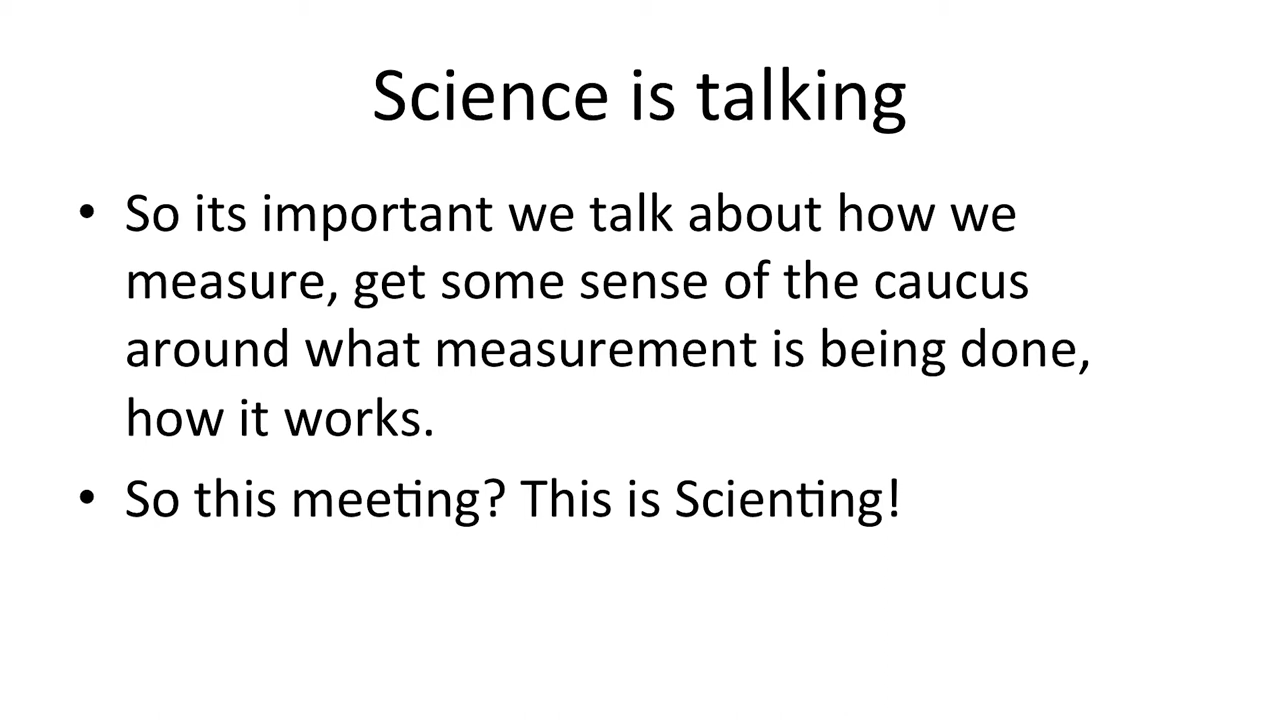 Science is talking
• So its important we talk about how we
measure, get some sense of the caucus
around what measurement is being done,
how it works.
• So this meeting? This is Scienting!